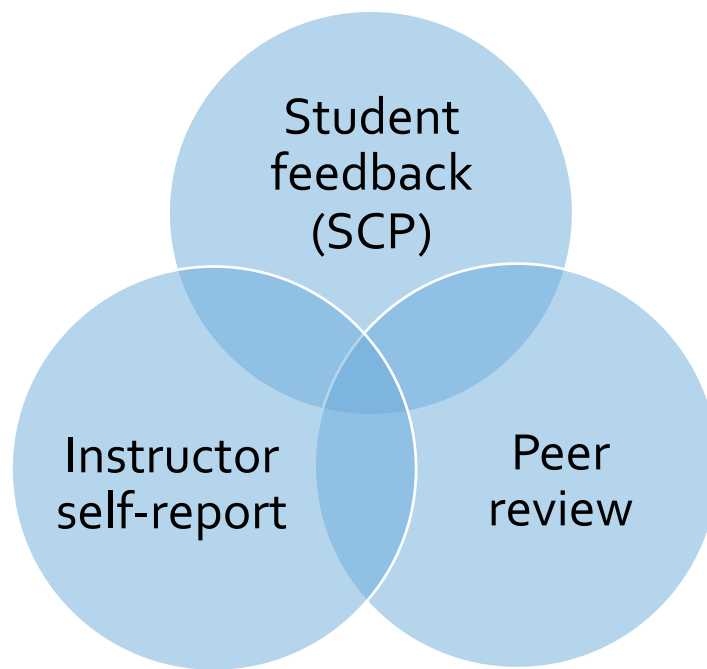 Student
feedback
(SCP)
Instructor
self-report
Peer
review